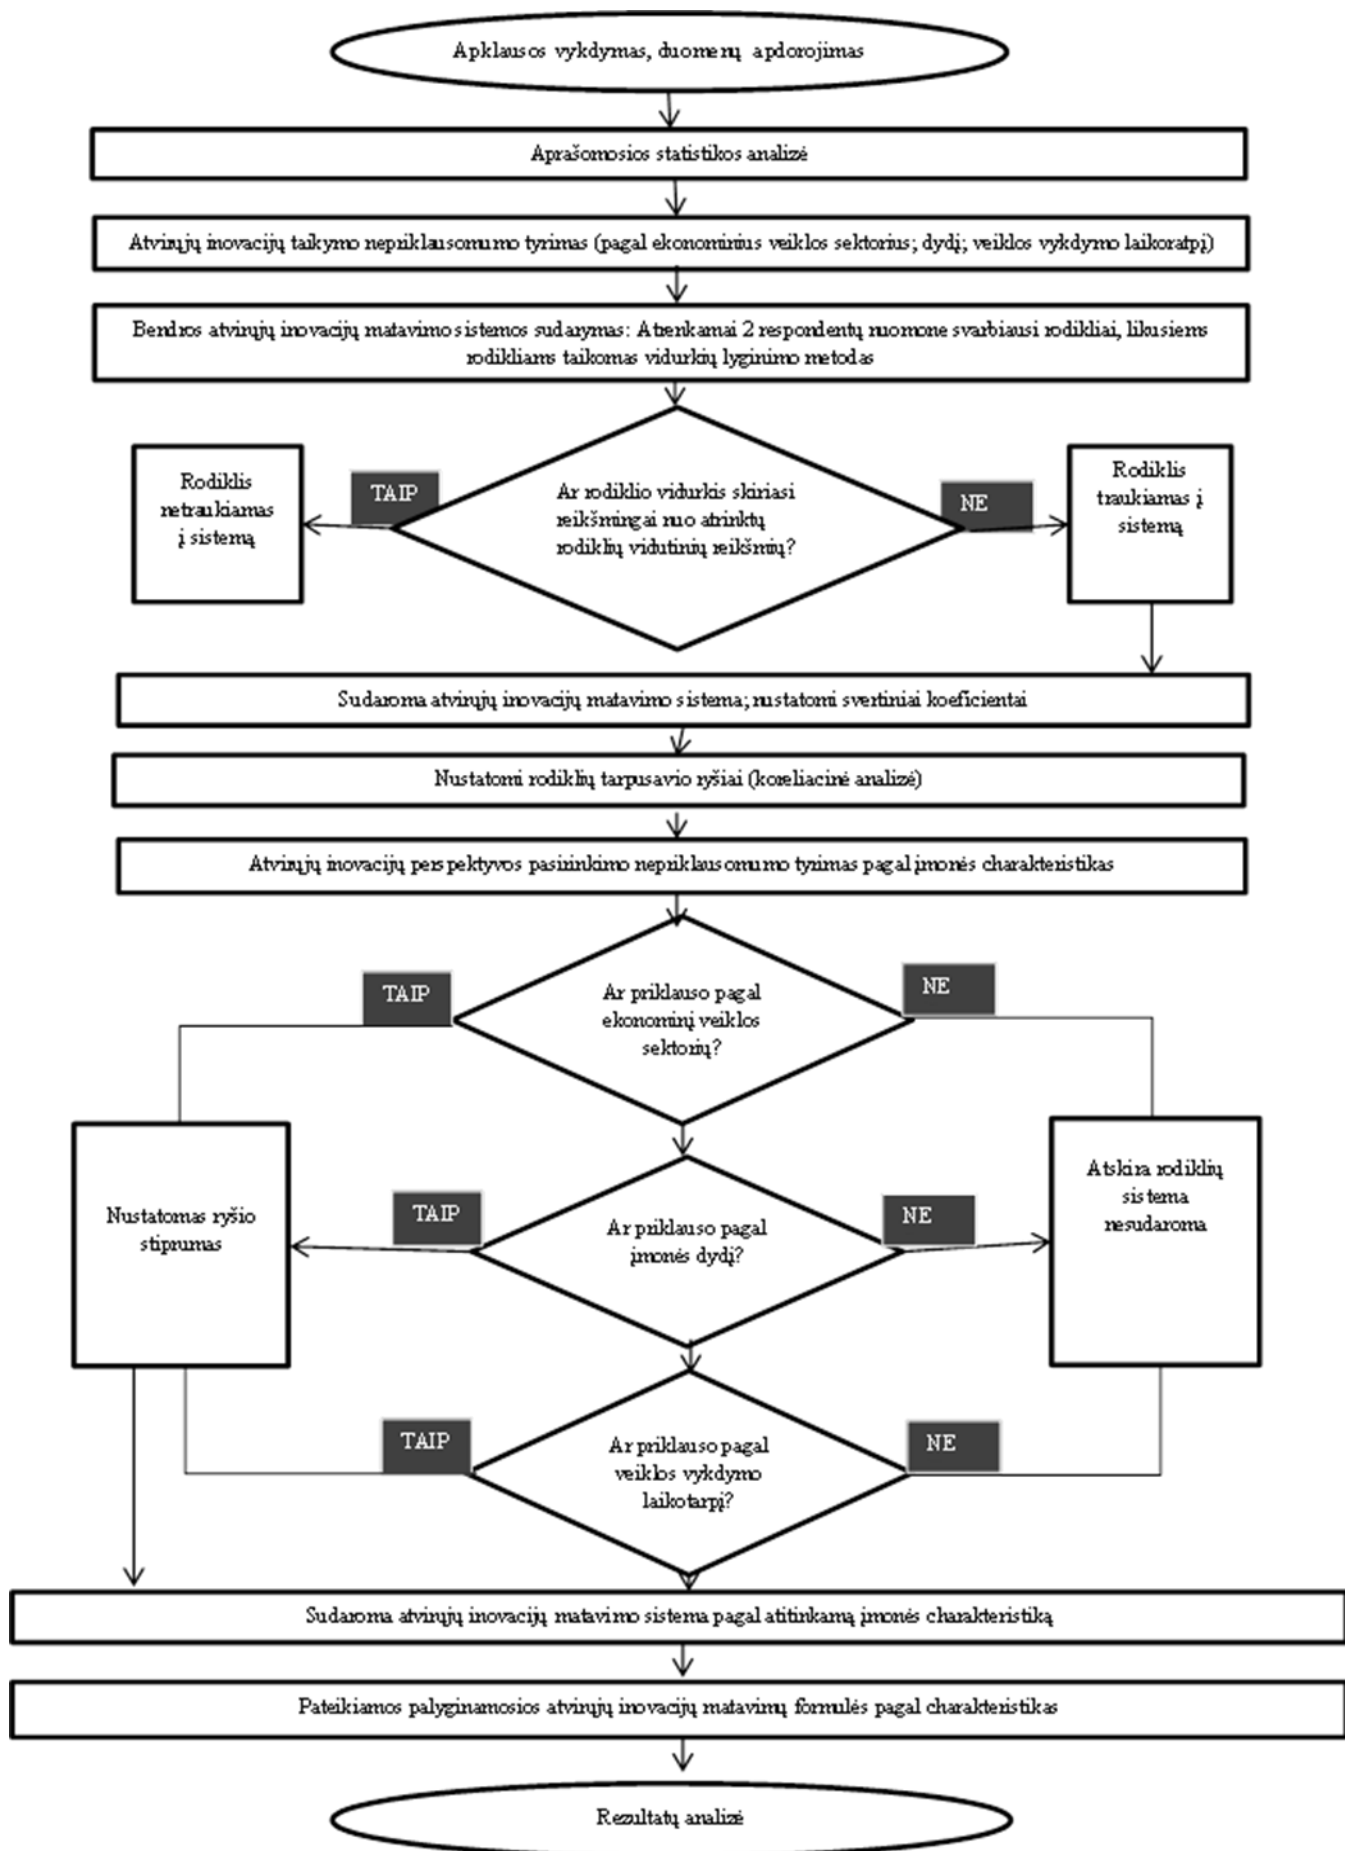 Apklausos vykdymas, duomenų apdorojimas
Aprašomosios statistikos analizė
Atvirųjų inovacijų taikymo nepriklausomumo tyrimas (pagal ekonominius veiklos sektorius; dydį; veiklos vykdymo laikoratpį)
Bendros atvirųjų inovacijų matavimo sistemos sudarymas: Atrenkamai 2 respondentų nuomone svarbiausi rodikliai, likusiems
rodikliams taikomas vidurkių lyginimo metodas
Rodiklis
netraukiamas
į sistemą
TAIP
Ar rodiklio vidurkis skiriasi
reikšmingai nuo atrinktų
rodiklių vidutinių reikšmių?
NE
Rodiklis
traukiamas į
sistemą
Sudaroma atvirųjų inovacijų matavimo sistema; nustatomi svertiniai koeficientai
Nustatomi rodiklių tarpusavio ryšiai (koreliacinė analizė)
Atvirųjų inovacijų perspektyvos pasirinkimo nepriklausomumo tyrimas pagal įmonės charakteristikas
TAIP
Ar priklauso pagal
ekonominį veiklos
sektorių?
NE
Nustatomas ryšio
stiprumas
TAIP
Ar priklauso pagal
įmonės dydį?
NE
Atskira rodiklių
sistema
nesudaroma
TAIP
Ar priklauso pagal
veiklos vykdymo
laikotarpį?
NE
Sudaroma atvirųjų inovacijų matavimo sistema pagal atitinkamą įmonės charakteristiką
Pateikiamos palyginamosios atvirųjų inovacijų matavimų formulės pagal charakteristikas
Rezultatų analizė